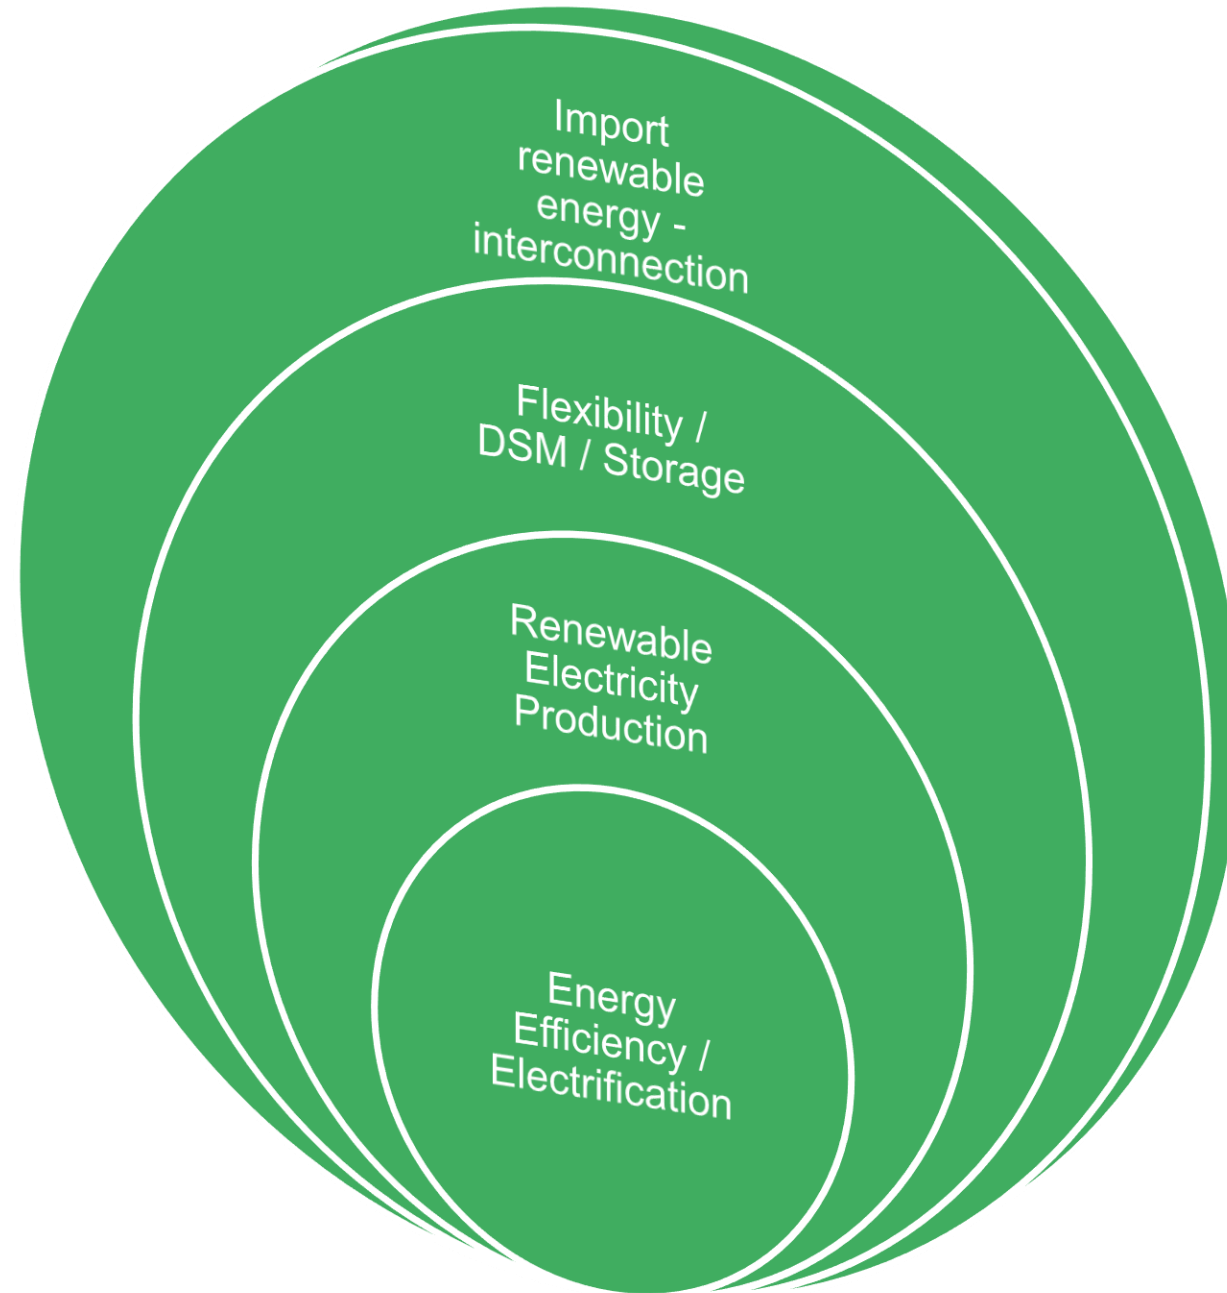 Import
renewable
energy -
interconnection
Flexibility /
DSM / Storage
Renewable
Electricity
Production
Energy
Efficiency /
Electrification